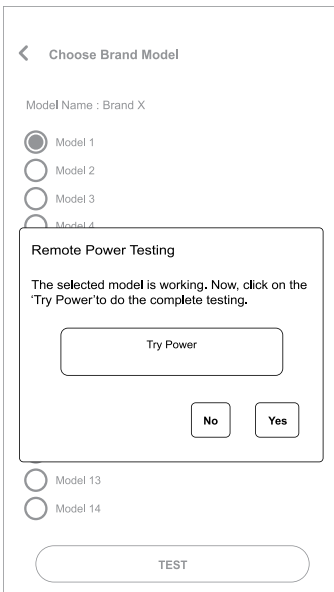 Choose Brand Model
Model Name : Brand X
Model 1
Model 2
Model 3
Model 4
Remote Power Testing
The selected model is working. Now, click on the
‘Try Power’to do the complete testing.
Try Power
No
Yes
Model 13
Model 14
TEST